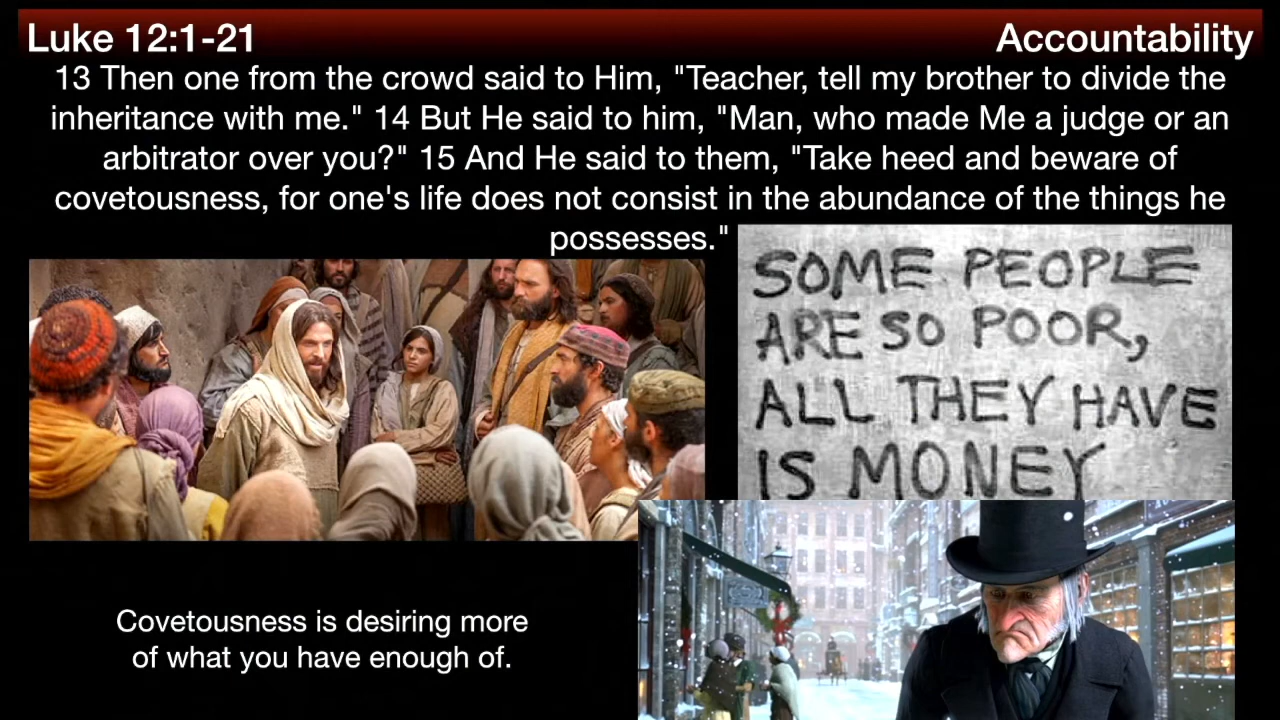 Luke 12:1-21
Accountability
13 Then one from the crowd said to Him, "Teacher, tell my brother to divide the
inheritance with me." 14 But He said to him, "Man, who made Me a judge or an
arbitrator over you?" 15 And He said to them, "Take heed and beware of
covetousness, for one's life does not consist in the abundance of the things he
possesses."
SOME PEOPLE
ARE SO POOR,
ALL THEY HAVE
IS MONEY
Covetousness is desiring more
of what you have enough of.